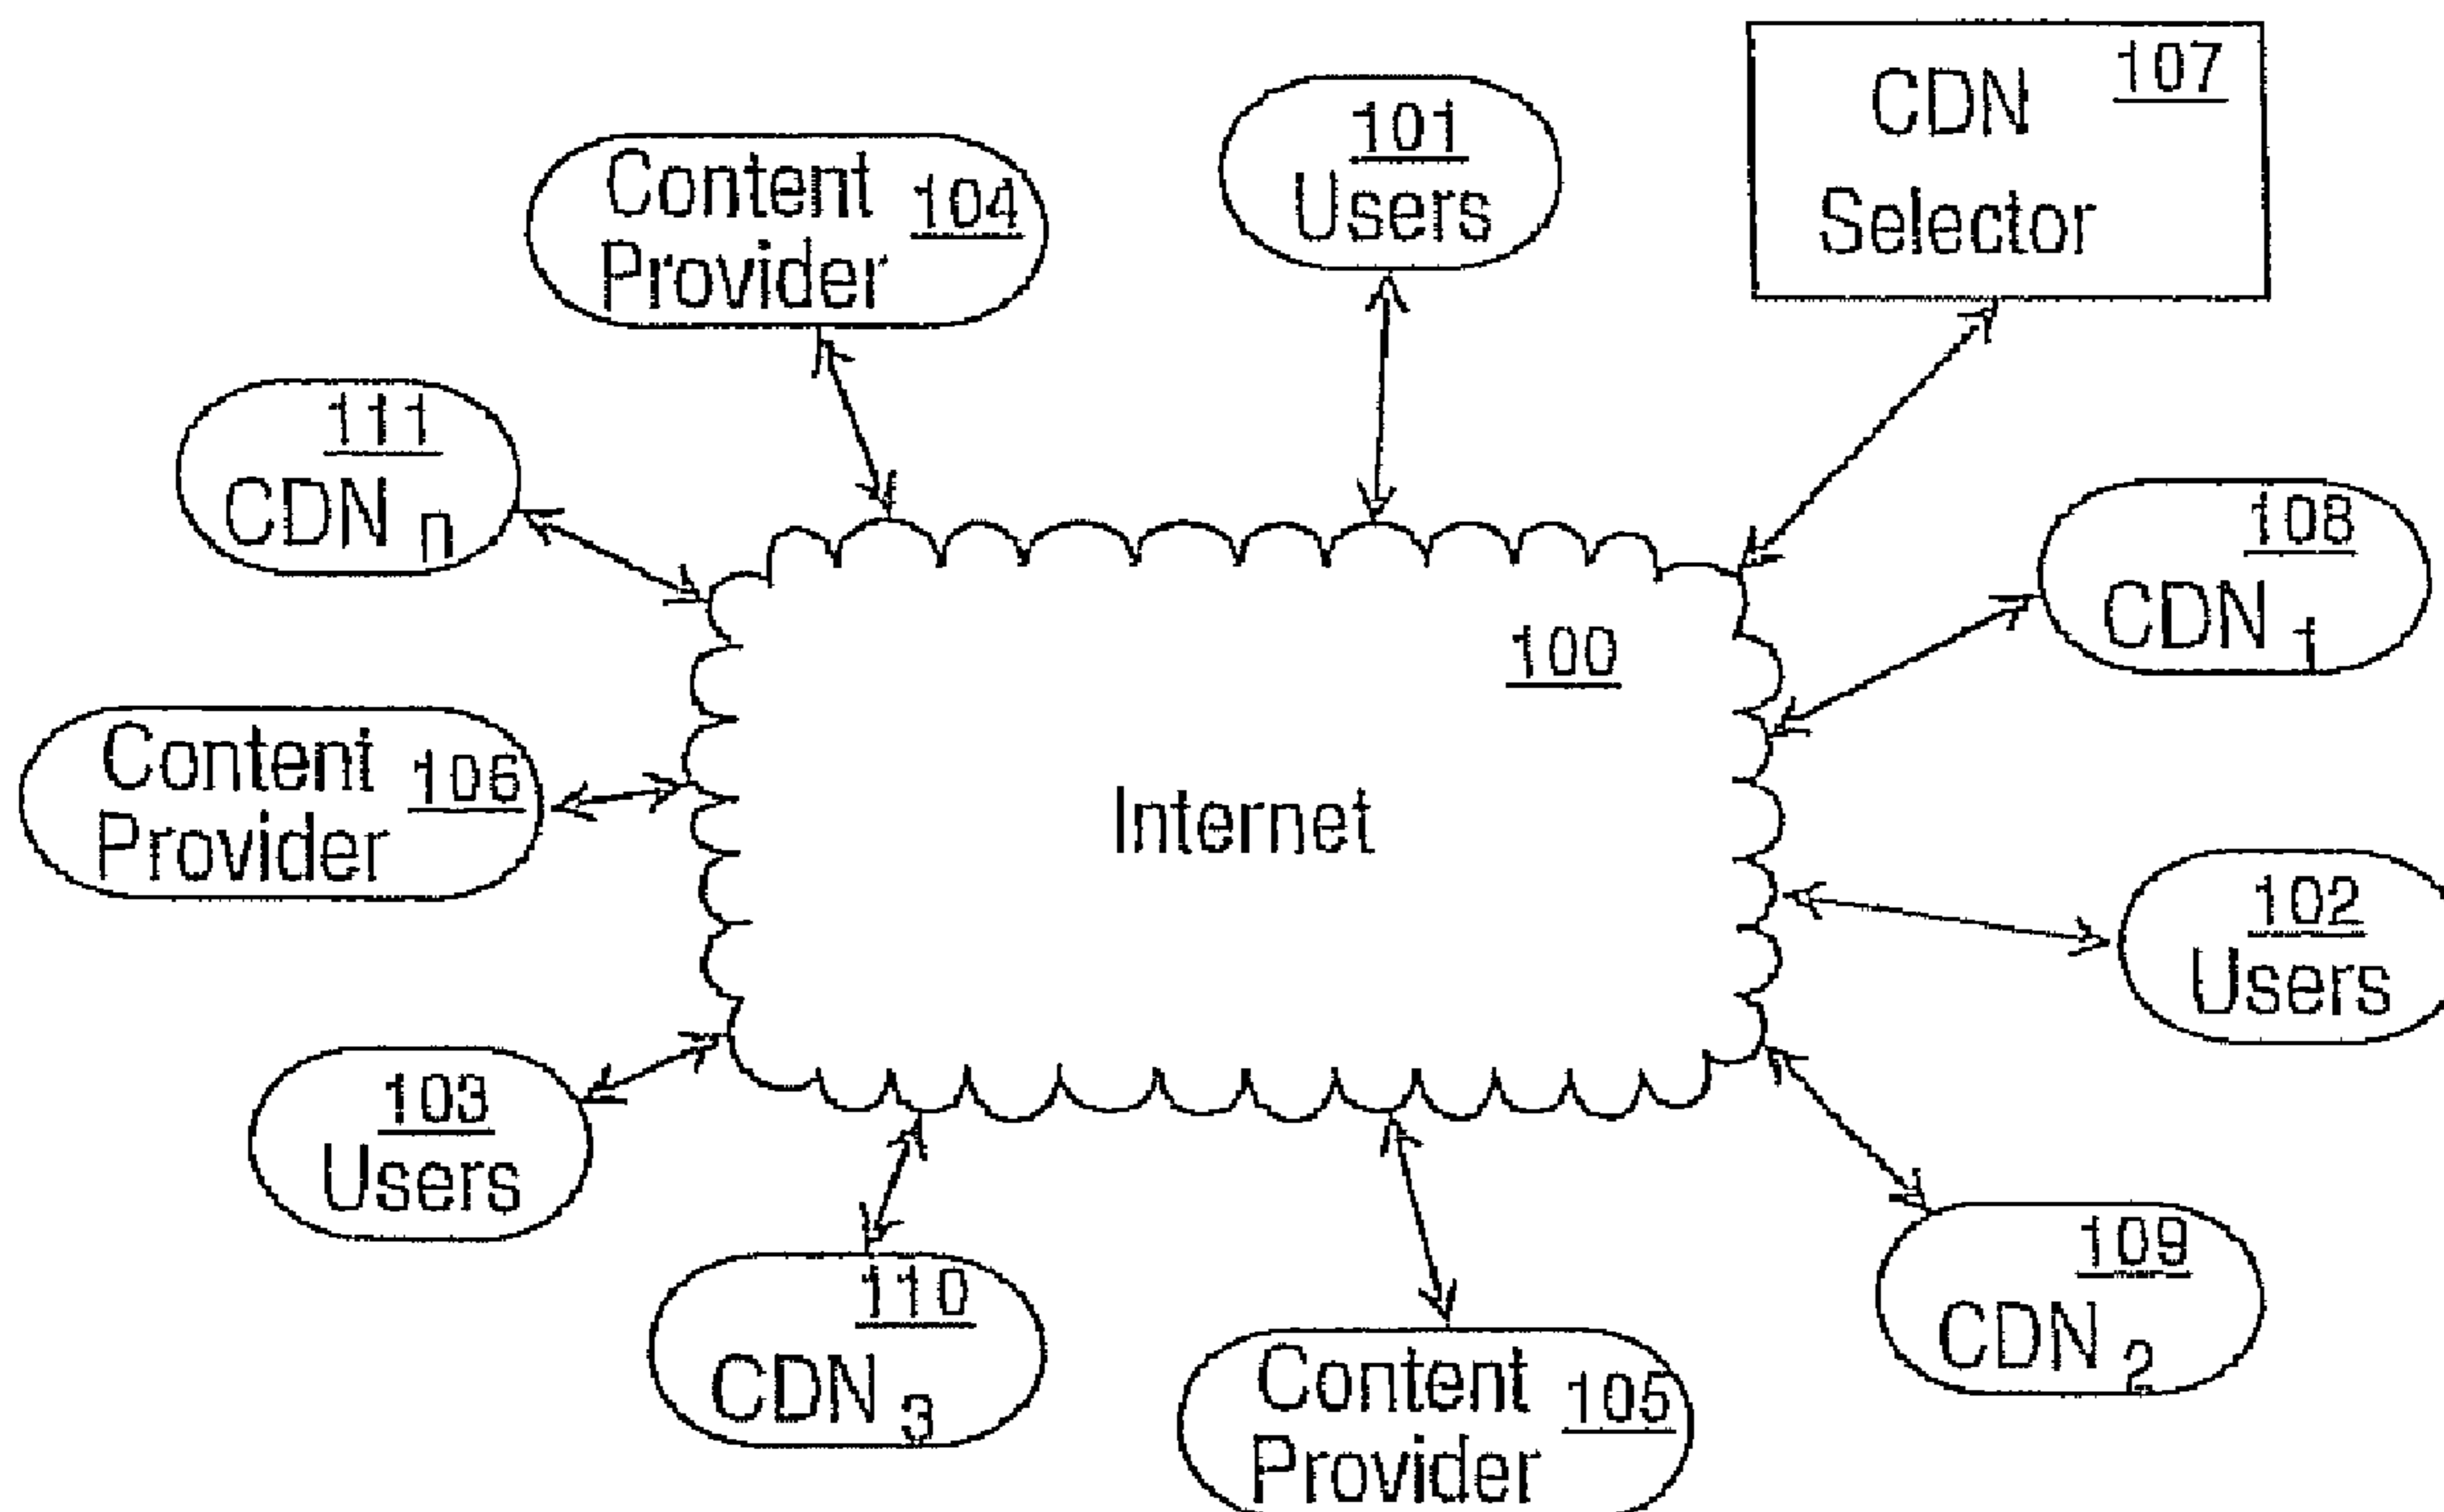 107
CDN
Selector
101
Users
Content 104
Provider
111
CDN n
108
CDN 1
100
Internet
Content 106
Provider
102
Users
103
Users
109
CDN 2
110
CDN 3
Content 105
Provider